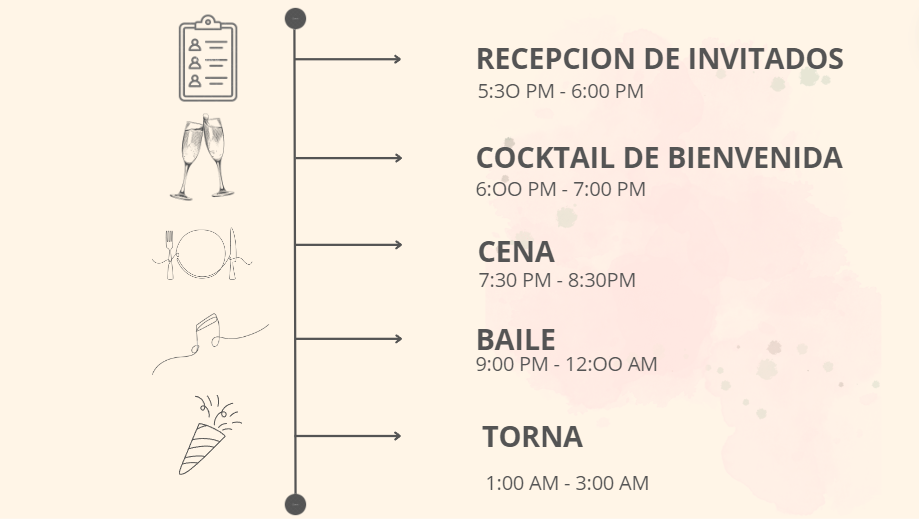 RECEPCION DE INVITADOS
5:3O PM - 6:00 PM
COCKTAIL DE BIENVENIDA
6:OO PM - 7:00 PM
CENA
7:30 PM - 8:30PM
BAILE
9:00 PM - 12:OO AM
TORNA
1:00 AM - 3:00 AM